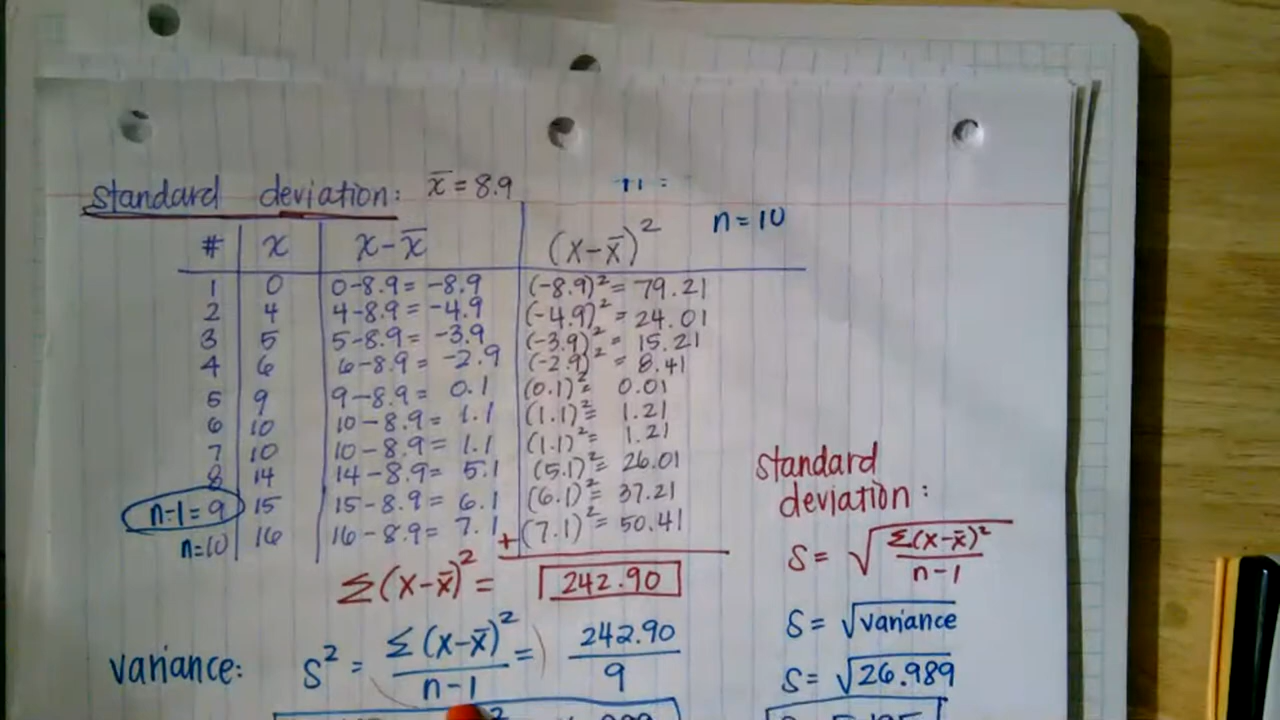 standard deviation: x̄ = 8.9
n = 10
# x x-x̄ (x-x̄)²
1 0 0-8.9= -8.9 (-8.9)²= 79.21
2 4 4-8.9= -4.9 (-4.9)²= 24.01
3 5 5-8.9= -3.9 (-3.9)²= 15.21
4 6 6-8.9= -2.9 (-2.9)²= 8.41
5 9 9-8.9= 0.1 (0.1)²= 0.01
6 10 10-8.9= 1.1 (1.1)²= 1.21
7 10 10-8.9= 1.1 (1.1)²= 1.21
8 14 14-8.9= 5.1 (5.1)²= 26.01
n-1=9 15 15-8.9= 6.1 (6.1)²= 37.21
n=10 16 16-8.9= 7.1 + (7.1)²= 50.41
Σ(x-x̄)²= 242.90
variance: S² = Σ(x-x̄)²/n-1 = 242.90/9
standard
deviation:
S = √Σ(x-x̄)²/n-1
S = √variance
S = √26.989